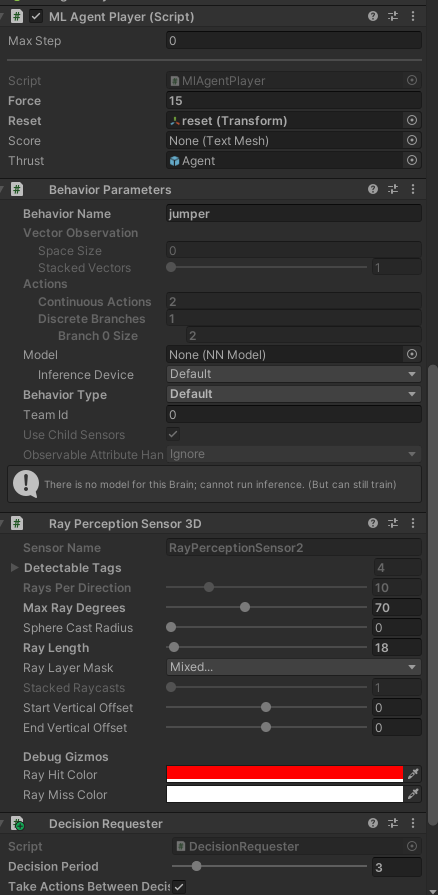 ML Agent Player (Script)
Max Step 0
Script MlAgentPlayer
Force 15
Reset reset (Transform)
Score None (Text Mesh)
Thrust Agent
Behavior Parameters
Behavior Name jumper
Vector Observation
Space Size 0
Stacked Vectors 1
Actions
Continuous Actions 2
Discrete Branches 1
Branch 0 Size 2
Model None (NN Model)
Inference Device Default
Behavior Type Default
Team Id 0
Use Child Sensors
Observable Attribute Han Ignore
There is no model for this Brain; cannot run inference. (But can still train)
Ray Perception Sensor 3D
Sensor Name RayPerceptionSensor2
Detectable Tags 4
Rays Per Direction 10
Max Ray Degrees 70
Sphere Cast Radius 0
Ray Length 18
Ray Layer Mask Mixed...
Stacked Raycasts 1
Start Vertical Offset 0
End Vertical Offset 0
Debug Gizmos
Ray Hit Color
Ray Miss Color
Decision Requester
Script DecisionRequester
Decision Period 3
Take Actions Between Decis